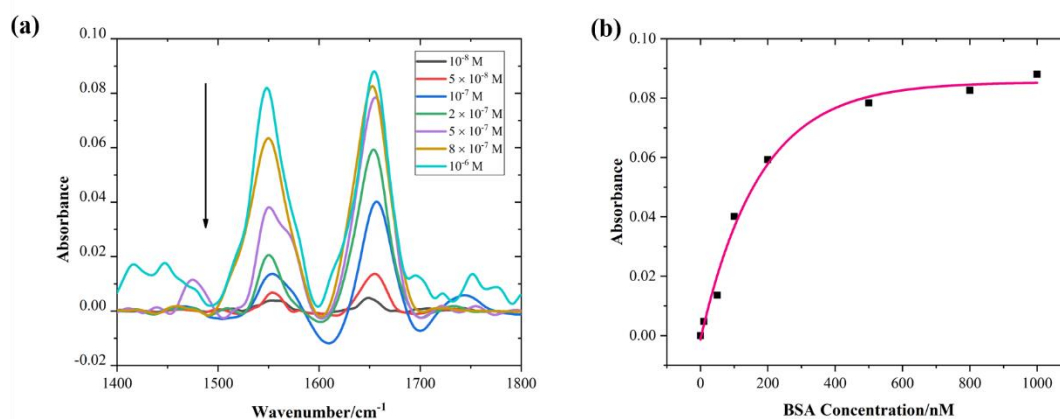 (a)
Absorbance
0.10
0.08
0.06
0.04
0.02
0.00
-0.02
10⁻⁸ M
5 × 10⁻⁸ M
10⁻⁷ M
2 × 10⁻⁷ M
5 × 10⁻⁷ M
8 × 10⁻⁷ M
10⁻⁶ M
1400 1500 1600 1700 1800
Wavenumber/cm⁻¹
(b)
Absorbance
0.10
0.08
0.06
0.04
0.02
0.00
0 200 400 600 800 1000
BSA Concentration/nM